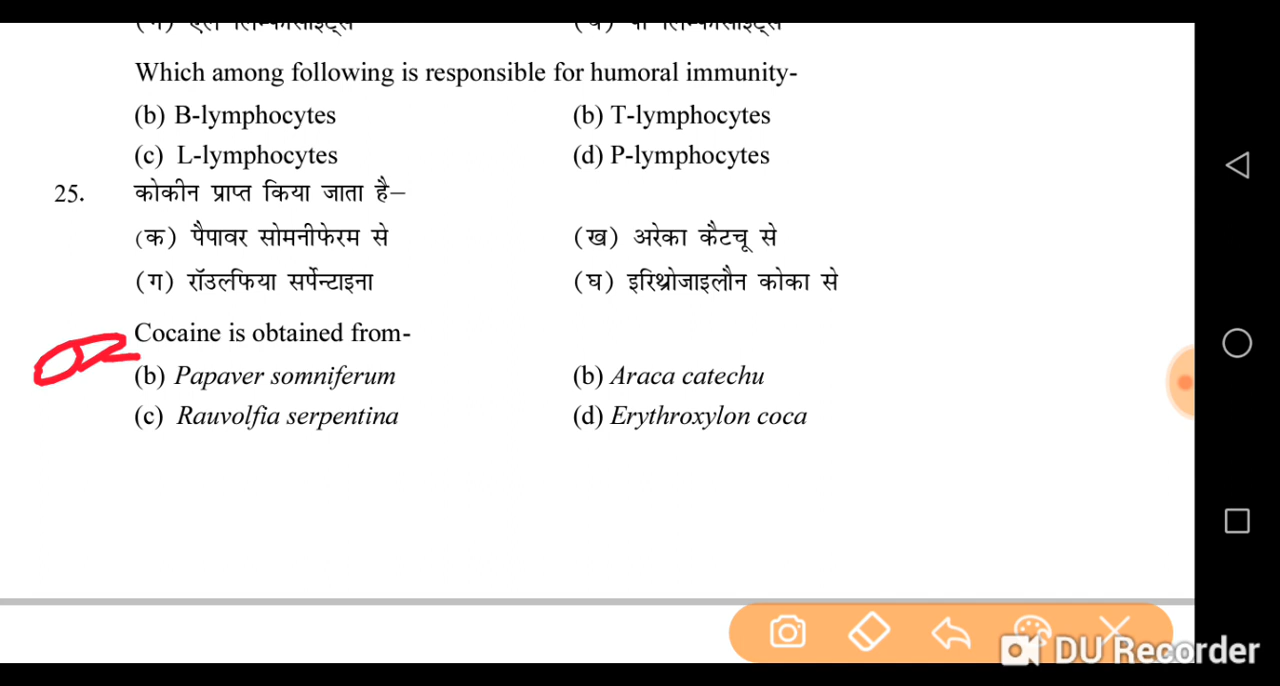 Which among following is responsible for humoral immunity-
(b) B-lymphocytes (b) T-lymphocytes
(c) L-lymphocytes (d) P-lymphocytes
25. कोकीन प्राप्त किया जाता है–
(क) पैपावर सोमनीफेरम से (ख) अरेका कैटचू से
(ग) रॉउलफिया सर्पेन्टाइना (घ) इरिथ्रोजाइलौन कोका से
Cocaine is obtained from-
(b) Papaver somniferum (b) Araca catechu
(c) Rauvolfia serpentina (d) Erythroxylon coca
DU Recorder